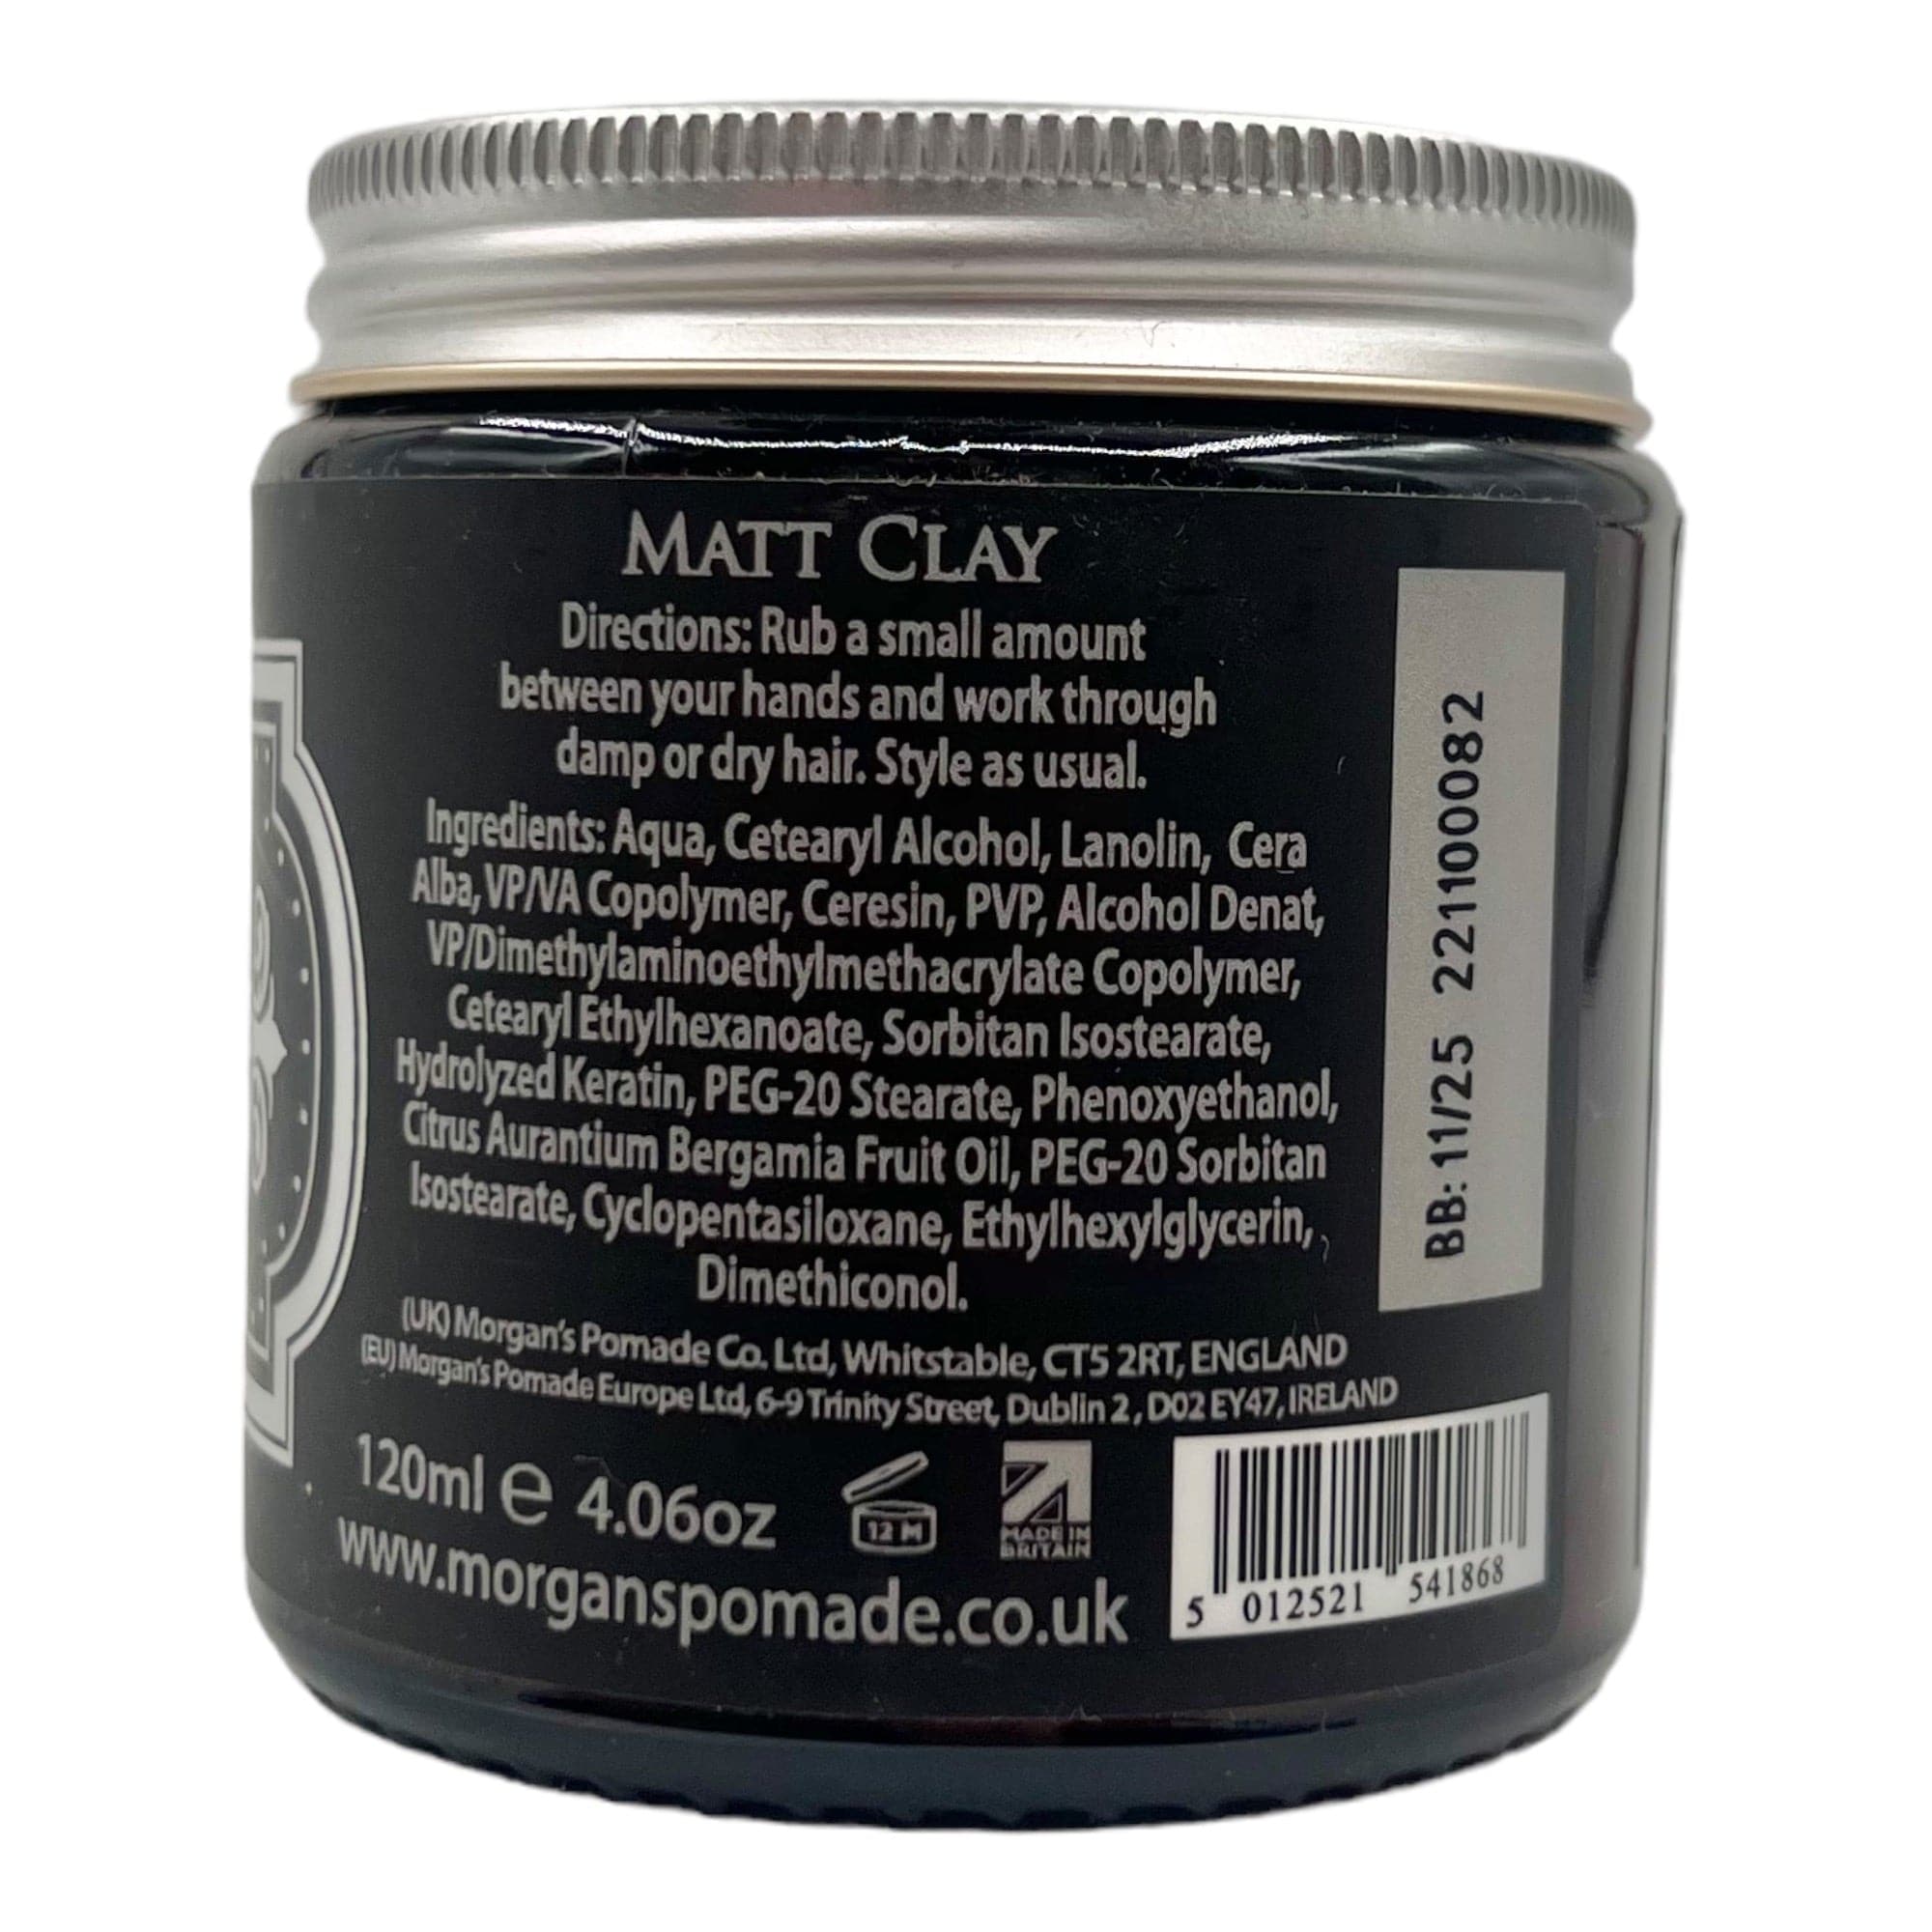 MATT CLAY
Directions: Rub a small amount
between your hands and work through
damp or dry hair. Style as usual.
Ingredients: Aqua, Cetearyl Alcohol, Lanolin, Cera
Alba, VP/VA Copolymer, Ceresin, PVP, Alcohol Denat,
VP/Dimethylaminoethylmethacrylate Copolymer,
Cetearyl Ethylhexanoate, Sorbitan Isostearate,
Hydrolyzed Keratin, PEG-20 Stearate, Phenoxyethanol,
Citrus Aurantium Bergamia Fruit Oil, PEG-20 Sorbitan
Isostearate, Cyclopentasiloxane, Ethylhexylglycerin, ,
Dimethiconol.
(UK) Morgan's Pomade Co. Ltd, Whitstable, CT5 2RT, ENGLAND
(EU) Morgan's Pomade Europe Ltd, 6-9 Trinity Street, Dublin 2, D02 EY47, IRELAND
120ml e 4.06oz
12 M
MADE IN
BRITAIN
www.morganspomade.co.uk
5 012521 541868
BB: 11/25 22100082